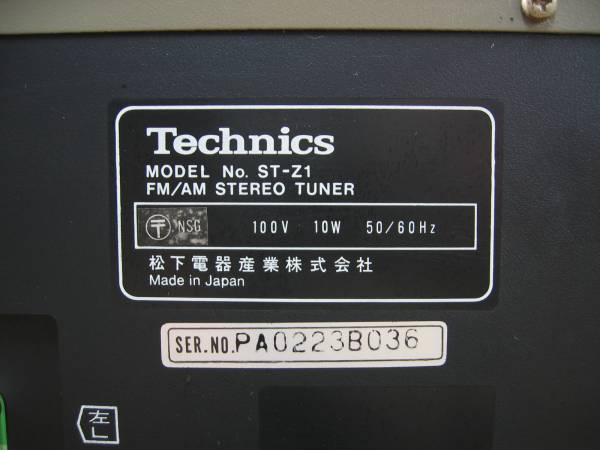 Technics
MODEL No. ST-Z1
FM/AM STEREO TUNER
〒 NSG 100V 10W 50/60Hz
松下電器産業株式会社
Made in Japan
SER.NO.PA0223B036
左
L